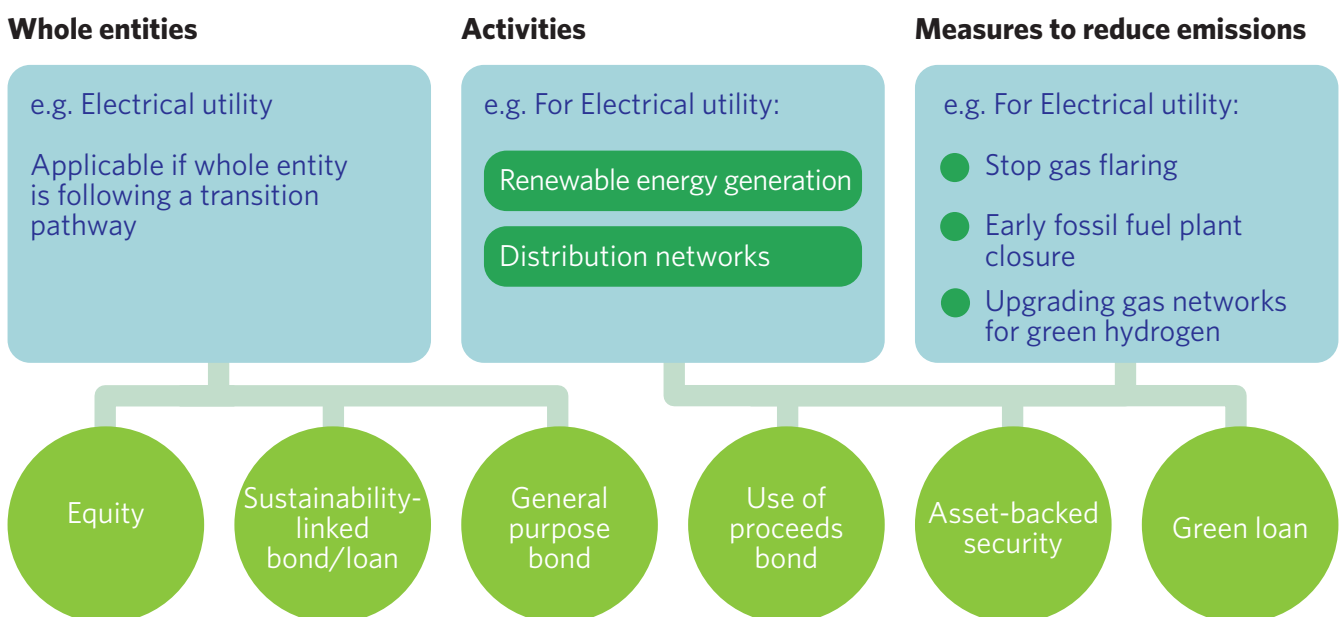 Whole entities
e.g. Electrical utility
Applicable if whole entity
is following a transition
pathway
Activities
e.g. For Electrical utility:
Renewable energy generation
Distribution networks
Measures to reduce emissions
e.g. For Electrical utility:
Stop gas flaring
Early fossil fuel plant
closure
Upgrading gas networks
for green hydrogen
Equity
Sustainability-
linked
bond/loan
General
purpose
bond
Use of
proceeds
bond
Asset-backed
security
Green loan